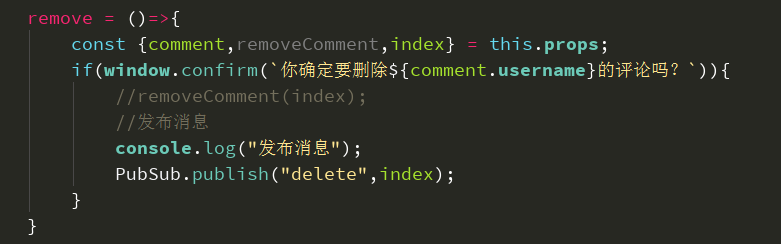 remove = ()=>{
    const {comment,removeComment,index} = this.props;
    if(window.confirm(`你确定要删除${comment.username}的评论吗？`)){
        //removeComment(index);
        //发布消息
        console.log("发布消息");
        PubSub.publish("delete",index);
    }
}